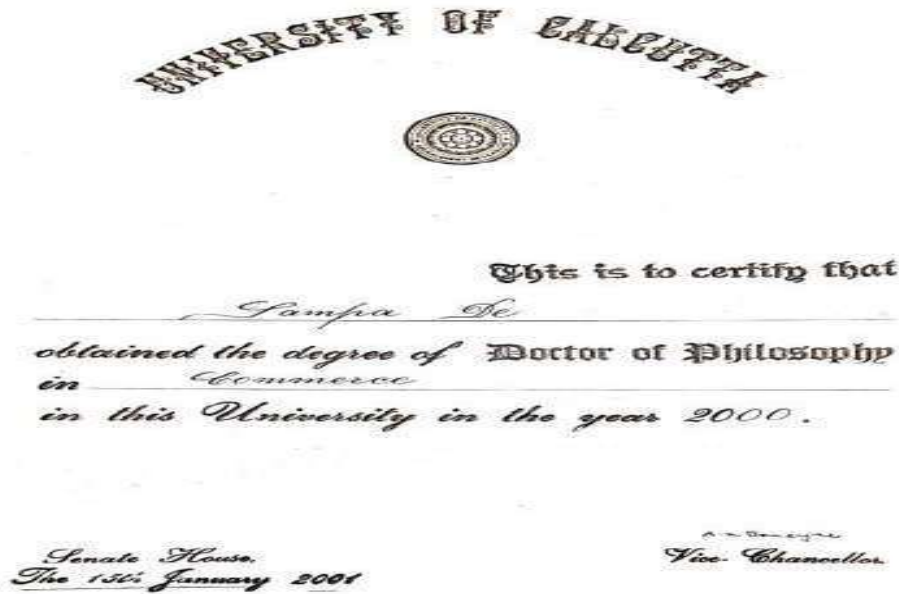 UNIVERSITY OF CALCUTTA
This is to certify that
Sampa De
obtained the degree of Doctor of Philosophy
in Commerce
in this University in the year 2000.
Vice-Chancellor.
Senate House.
The 15th January 2001